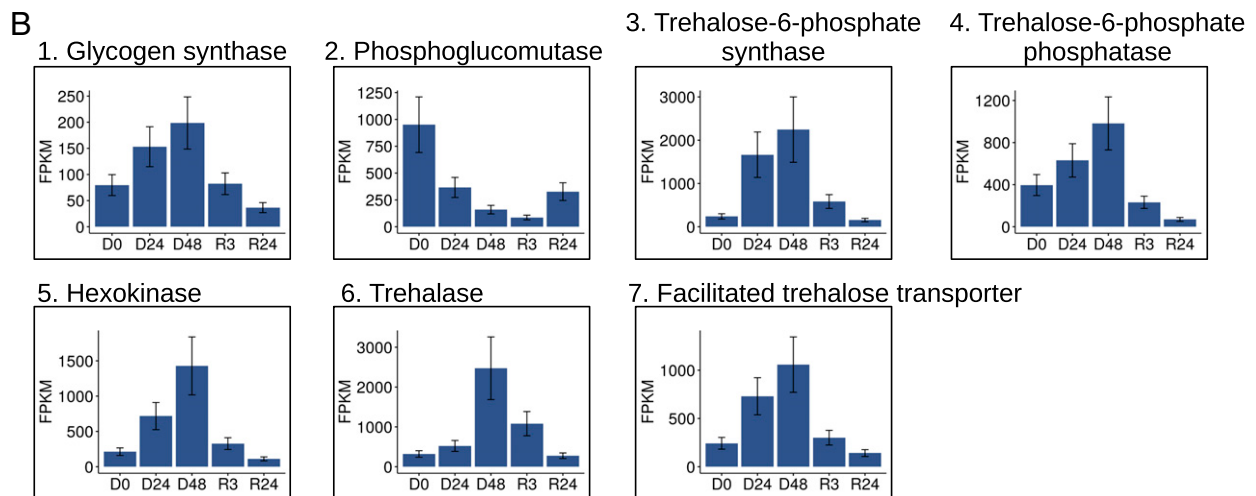 B
3. Trehalose-6-phosphate
synthase
4. Trehalose-6-phosphate
phosphatase
1. Glycogen synthase
2. Phosphoglucomutase
FPKM
250
200
150
100
50
0
D0 D24 D48 R3 R24
FPKM
1250
1000
750
500
250
0
D0 D24 D48 R3 R24
FPKM
3000
2000
1000
0
D0 D24 D48 R3 R24
FPKM
1200
800
400
0
D0 D24 D48 R3 R24
5. Hexokinase
6. Trehalase
7. Facilitated trehalose transporter
FPKM
1500
1000
500
0
D0 D24 D48 R3 R24
FPKM
3000
2000
1000
0
D0 D24 D48 R3 R24
FPKM
1000
500
0
D0 D24 D48 R3 R24